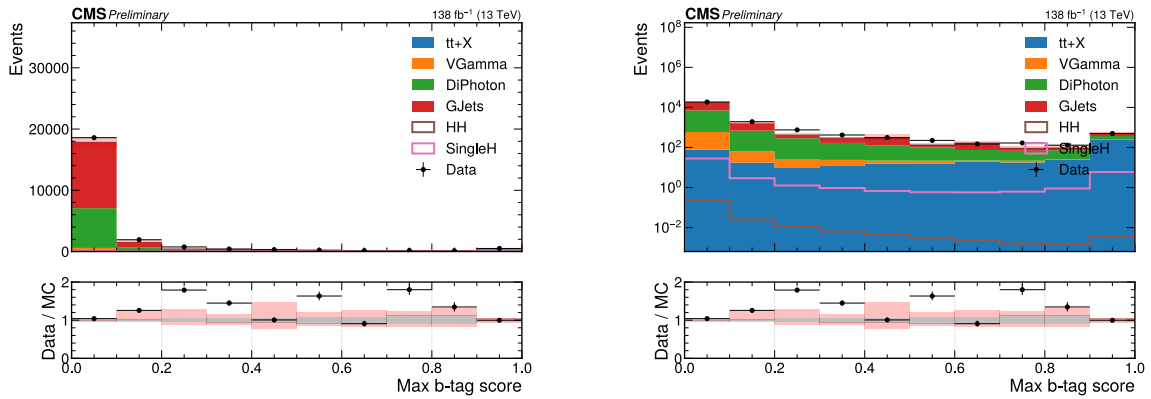 CMS Preliminary 138 fb⁻¹ (13 TeV)
Events
30000
20000
10000
0
tt+X
VGamma
DiPhoton
GJets
HH
SingleH
Data
Data / MC
2
1
0
0.0 0.2 0.4 0.6 0.8 1.0
Max b-tag score
CMS Preliminary 138 fb⁻¹ (13 TeV)
Events
10⁸
10⁶
10⁴
10²
10⁰
10⁻²
tt+X
VGamma
DiPhoton
GJets
HH
SingleH
Data
Data / MC
2
1
0
0.0 0.2 0.4 0.6 0.8 1.0
Max b-tag score